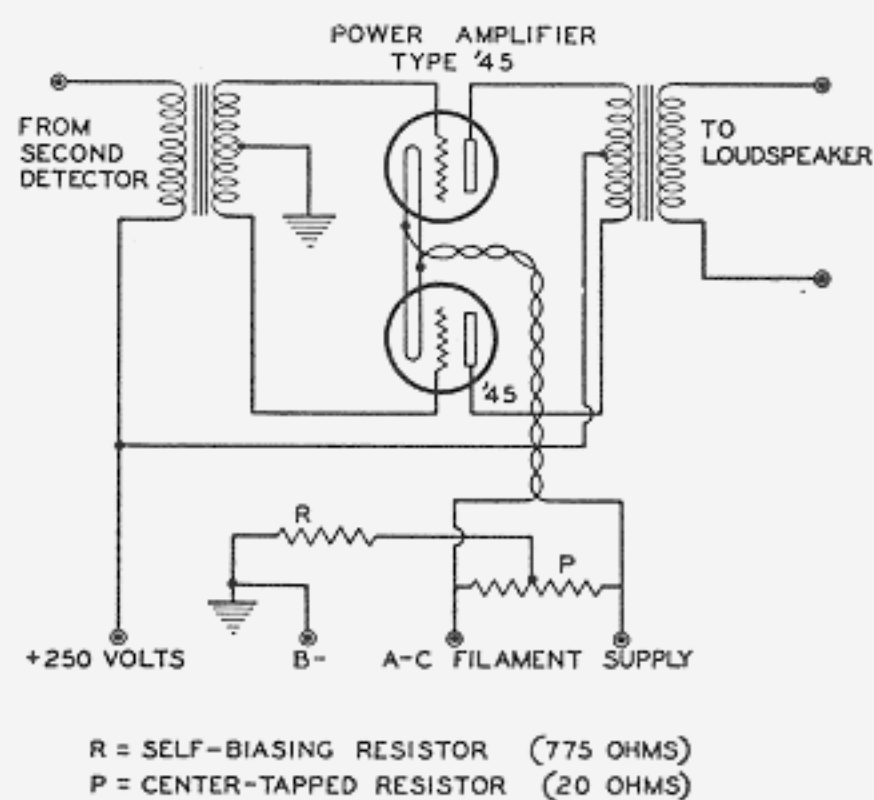 POWER AMPLIFIER
TYPE '45
FROM
SECOND
DETECTOR
TO
LOUDSPEAKER
'45
R
P
+250 VOLTS
B-
A-C FILAMENT SUPPLY
R = SELF-BIASING RESISTOR (775 OHMS)
P = CENTER-TAPPED RESISTOR (20 OHMS)